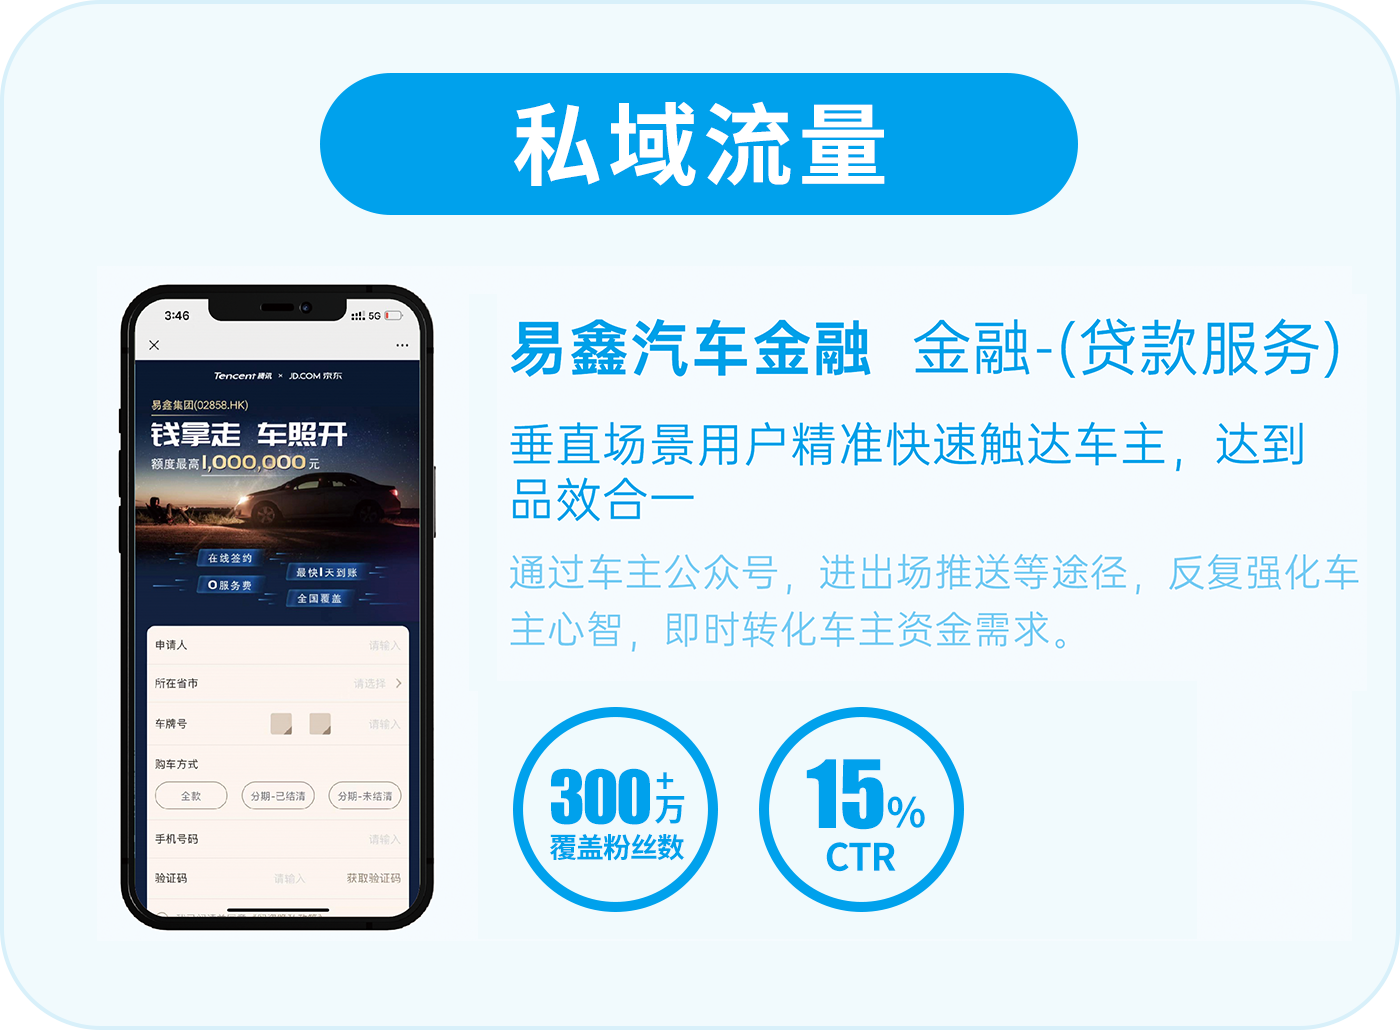 私域流量
3:46
5G
Tencent 腾讯 × JD.COM 京东
易鑫集团(02858.HK)
钱拿走 车照开
额度最高1,000,000元
在线签约
最快1天到账
0服务费
全国覆盖
申请人 请输入
所在省市 请选择
车牌号 请输入
购车方式
全款 分期-已结清 分期-未结清
手机号码 请输入
验证码 请输入 获取验证码
易鑫汽车金融 金融-(贷款服务)
垂直场景用户精准快速触达车主，达到
品效合一
通过车主公众号，进出场推送等途径，反复强化车
主心智，即时转化车主资金需求。
300+万
覆盖粉丝数
15%
CTR